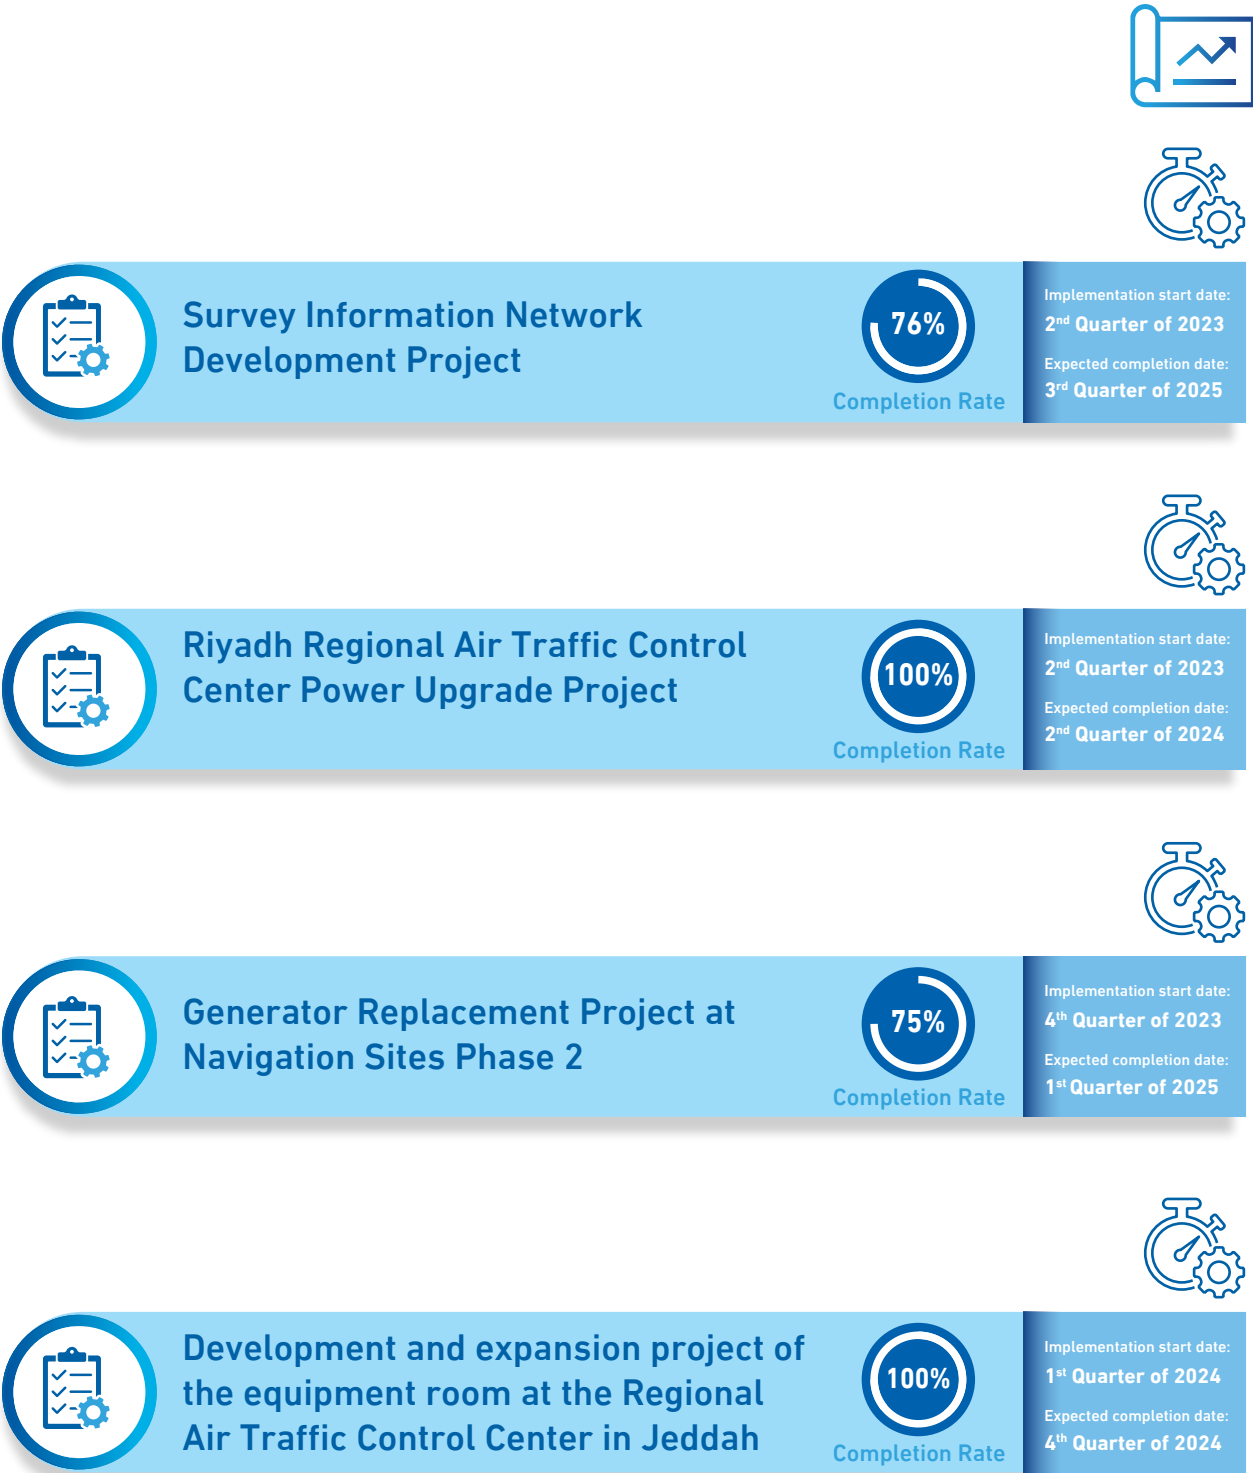 Survey Information Network
Development Project
76%
Completion Rate
Implementation start date:
2nd Quarter of 2023
Expected completion date:
3rd Quarter of 2025
Riyadh Regional Air Traffic Control
Center Power Upgrade Project
100%
Completion Rate
Implementation start date:
2nd Quarter of 2023
Expected completion date:
2nd Quarter of 2024
Generator Replacement Project at
Navigation Sites Phase 2
75%
Completion Rate
Implementation start date:
4th Quarter of 2023
Expected completion date:
1st Quarter of 2025
Development and expansion project of
the equipment room at the Regional
Air Traffic Control Center in Jeddah
100%
Completion Rate
Implementation start date:
1st Quarter of 2024
Expected completion date:
4th Quarter of 2024